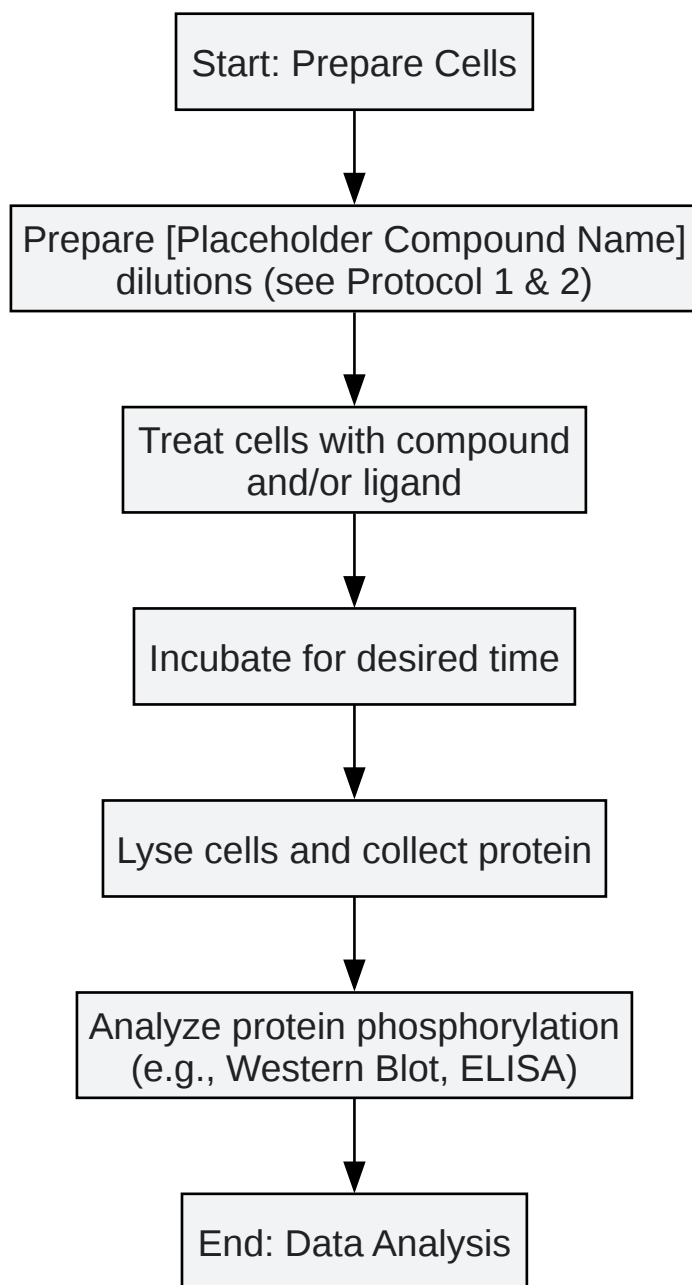 Start: Prepare Cells
Prepare [Placeholder Compound Name]
dilutions (see Protocol 1 & 2)
Treat cells with compound
and/or ligand
Incubate for desired time
Lyse cells and collect protein
Analyze protein phosphorylation
(e.g., Western Blot, ELISA)
End: Data Analysis